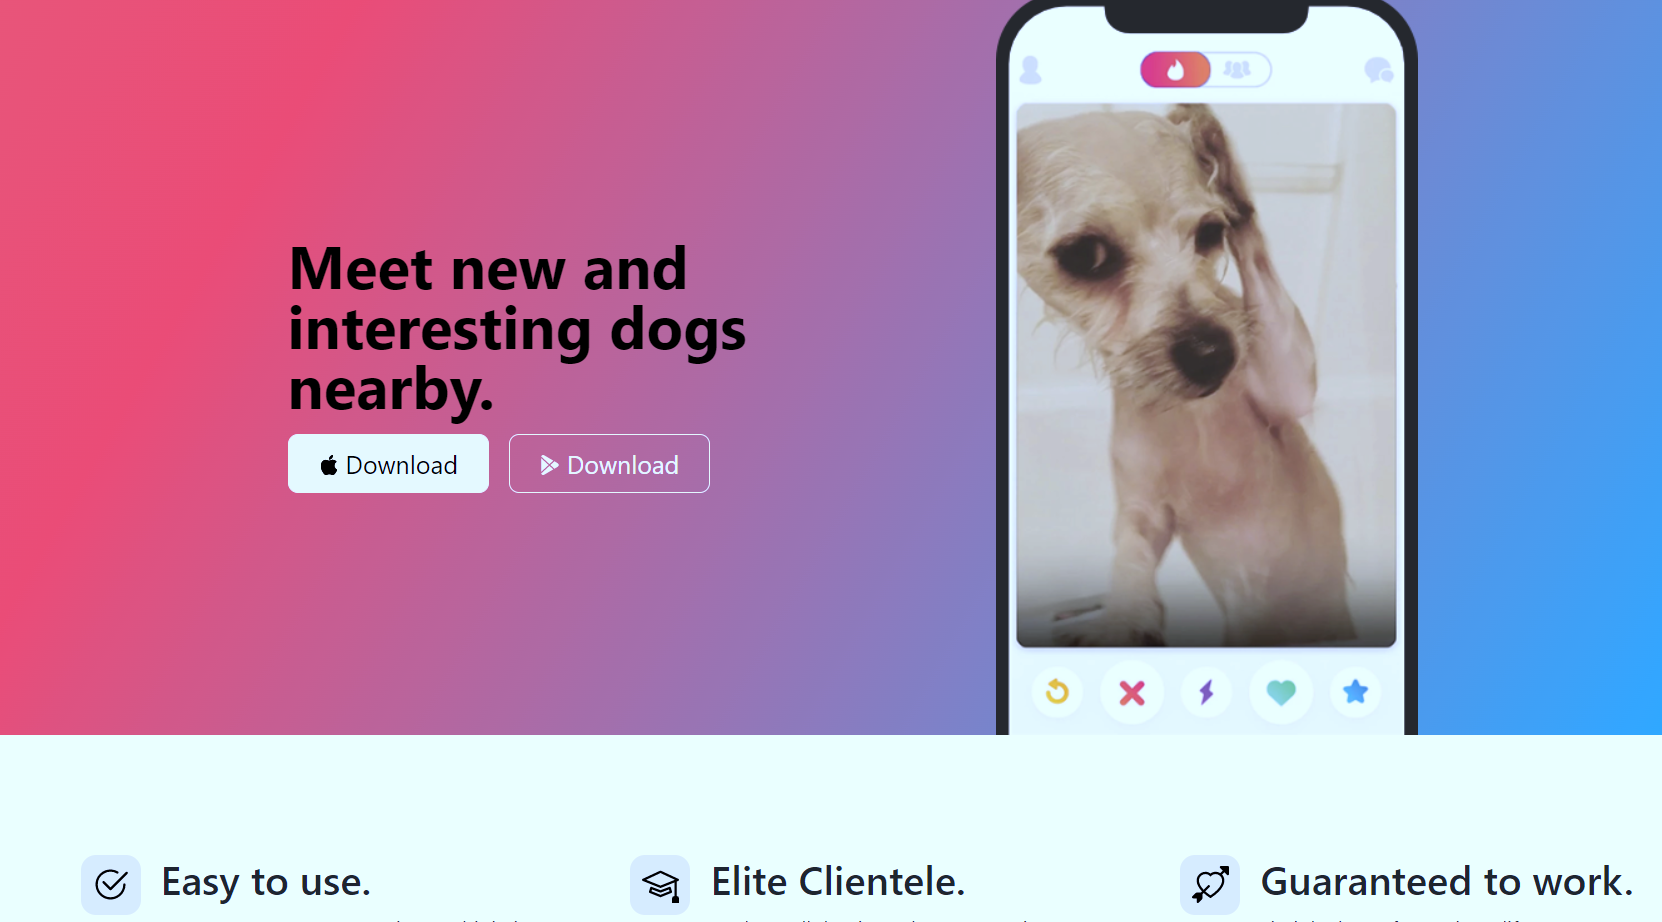 Meet new and
interesting dogs
nearby.
Download
Download
Easy to use.
Elite Clientele.
Guaranteed to work.